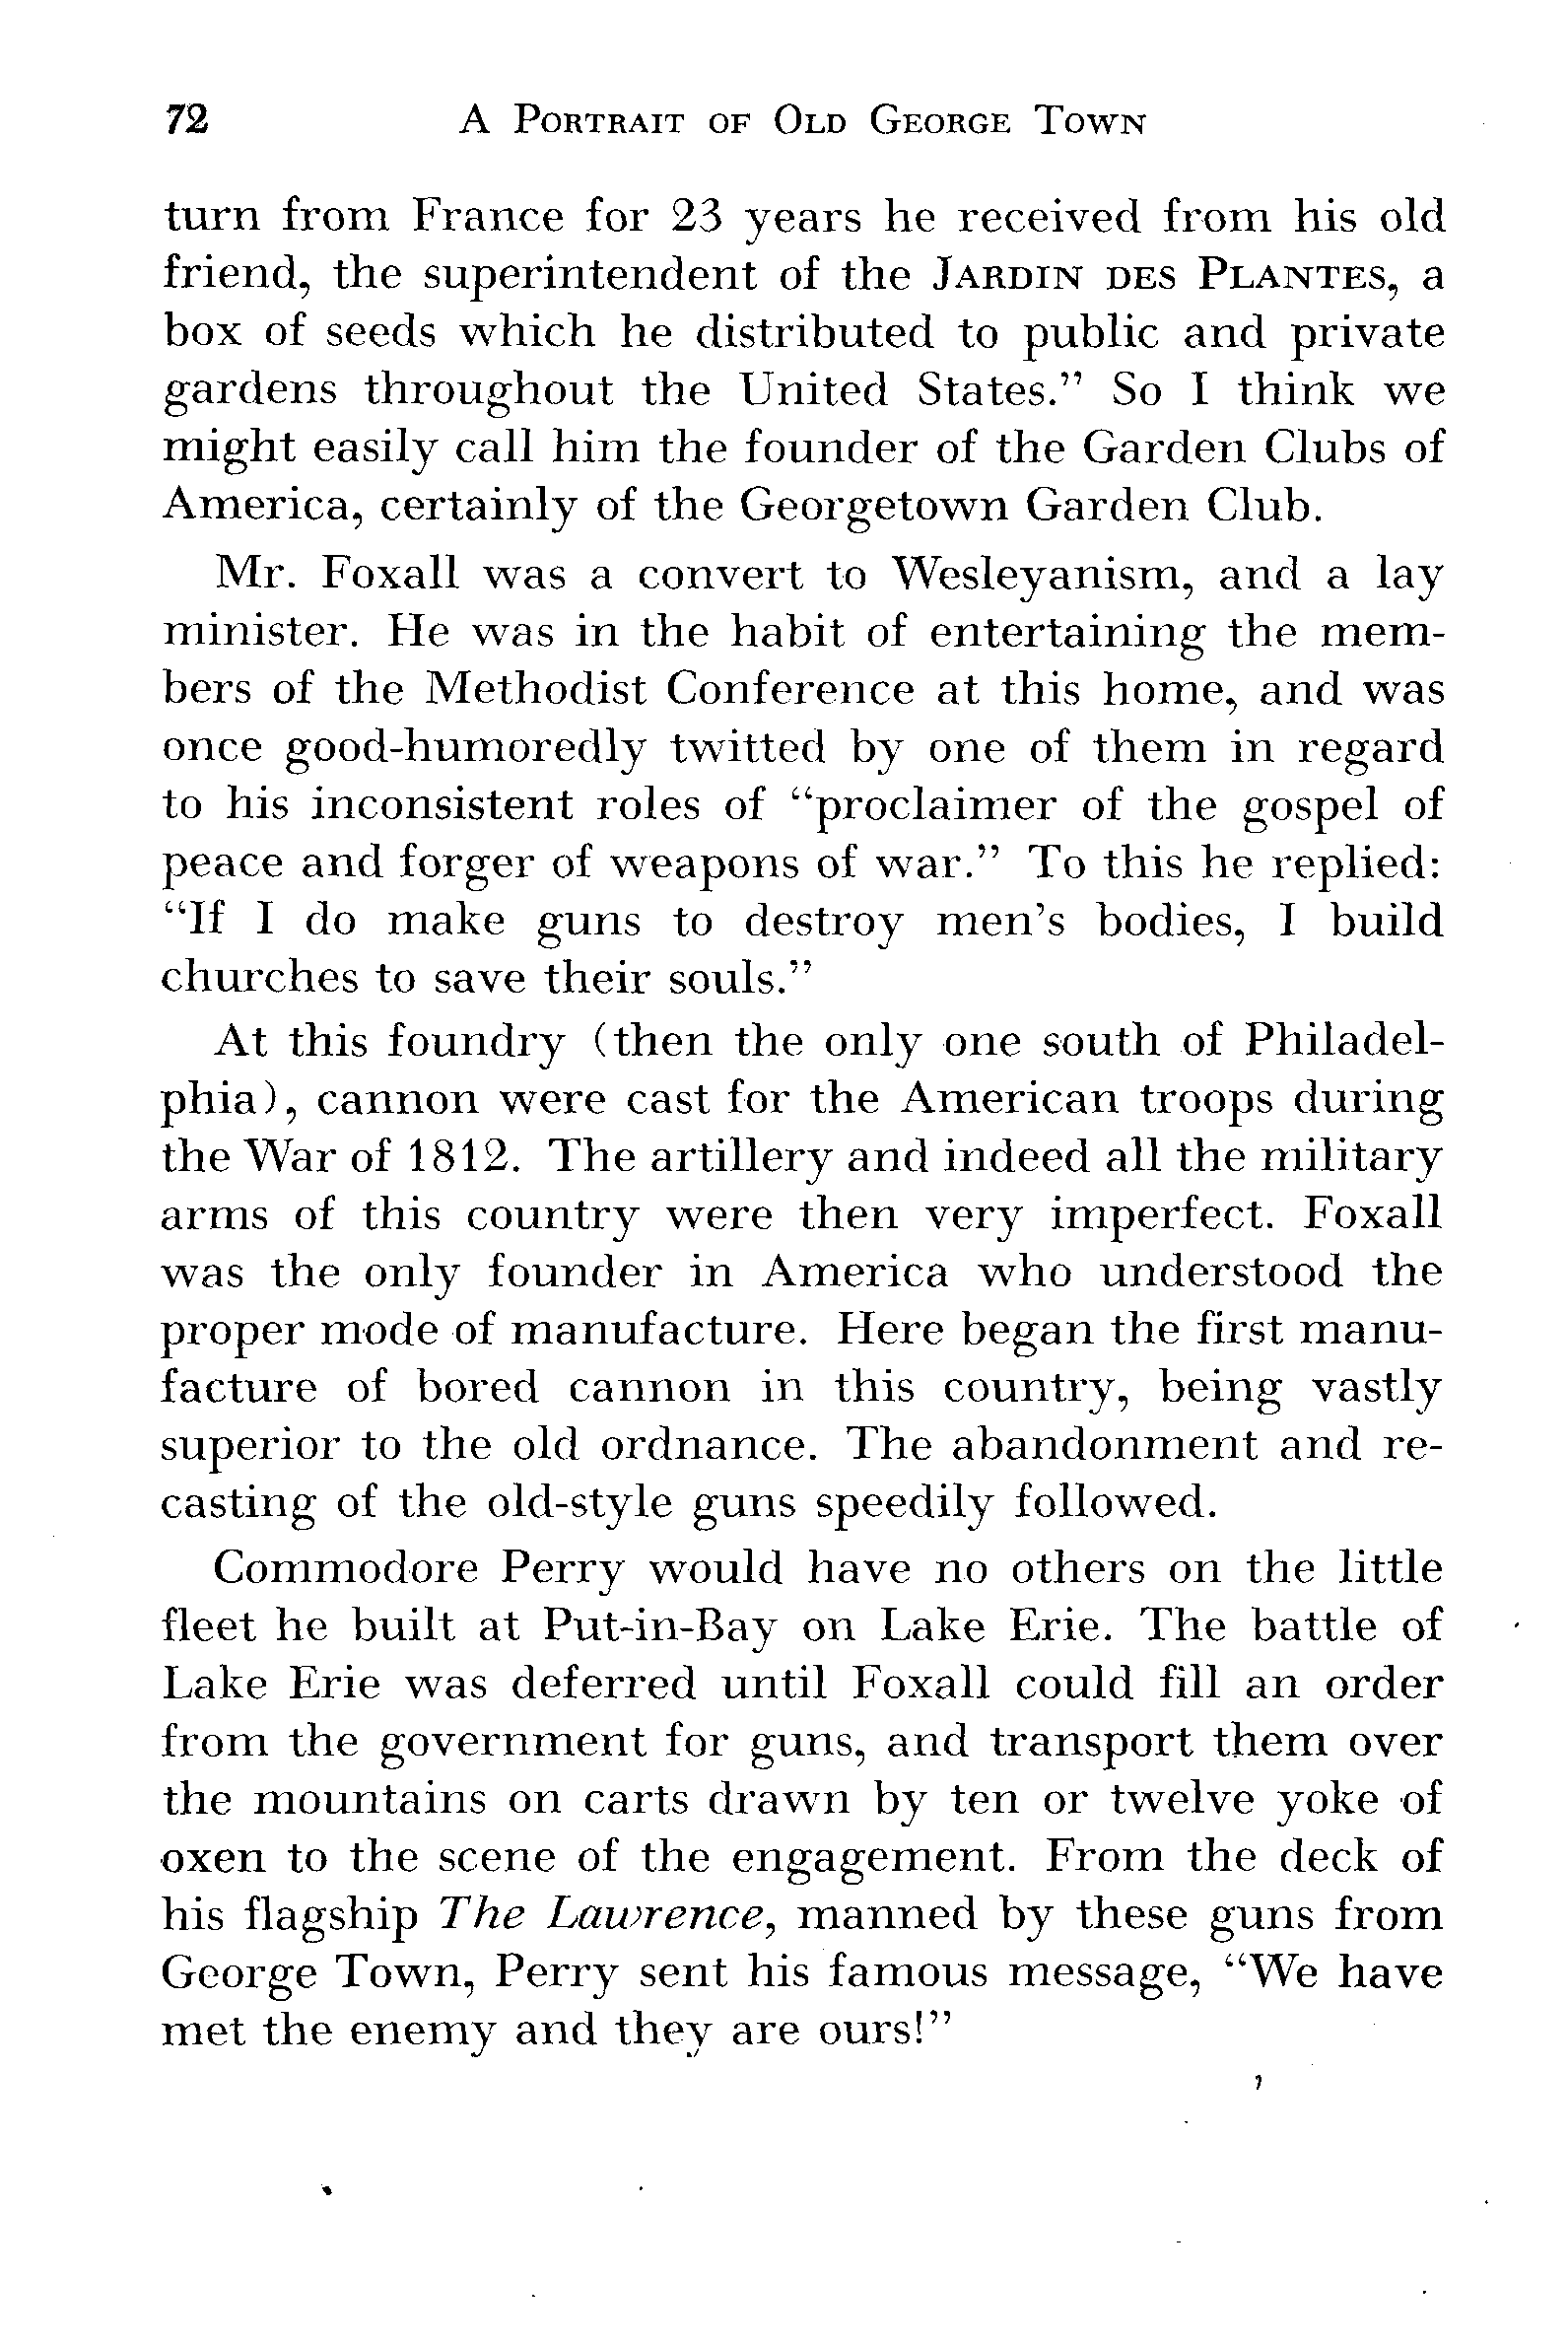 72 A Portrait of Old George Town
turn from France for 23 years he received from his old
friend, the superintendent of the Jardin des Plantes, a
box of seeds which he distributed to public and private
gardens throughout the United States.” So I think we
might easily call him the founder of the Garden Clubs of
America, certainly of the Georgetown Garden Club.
Mr. Foxall was a convert to Wesleyanism, and a lay
minister. He was in the habit of entertaining the mem-
bers of the Methodist Conference at this home, and was
once good-humoredly twitted by one of them in regard
to his inconsistent roles of “proclaimer of the gospel of
peace and forger of weapons of war.” To this he replied:
“If I do make guns to destroy men’s bodies, I build
churches to save their souls.”
At this foundry (then the only one south of Philadel-
phia), cannon were cast for the American troops during
the War of 1812. The artillery and indeed all the military
arms of this country were then very imperfect. Foxall
was the only founder in America who understood the
proper mode of manufacture. Here began the first manu-
facture of bored cannon in this country, being vastly
superior to the old ordnance. The abandonment and re-
casting of the old-style guns speedily followed.
Commodore Perry would have no others on the little
fleet he built at Put-in-Bay on Lake Erie. The battle of
Lake Erie was deferred until Foxall could fill an order
from the government for guns, and transport them over
the mountains on carts drawn by ten or twelve yoke of
oxen to the scene of the engagement. From the deck of
his flagship The Lawrence, manned by these guns from
George Town, Perry sent his famous message, “We have
met the enemy and they are ours!”